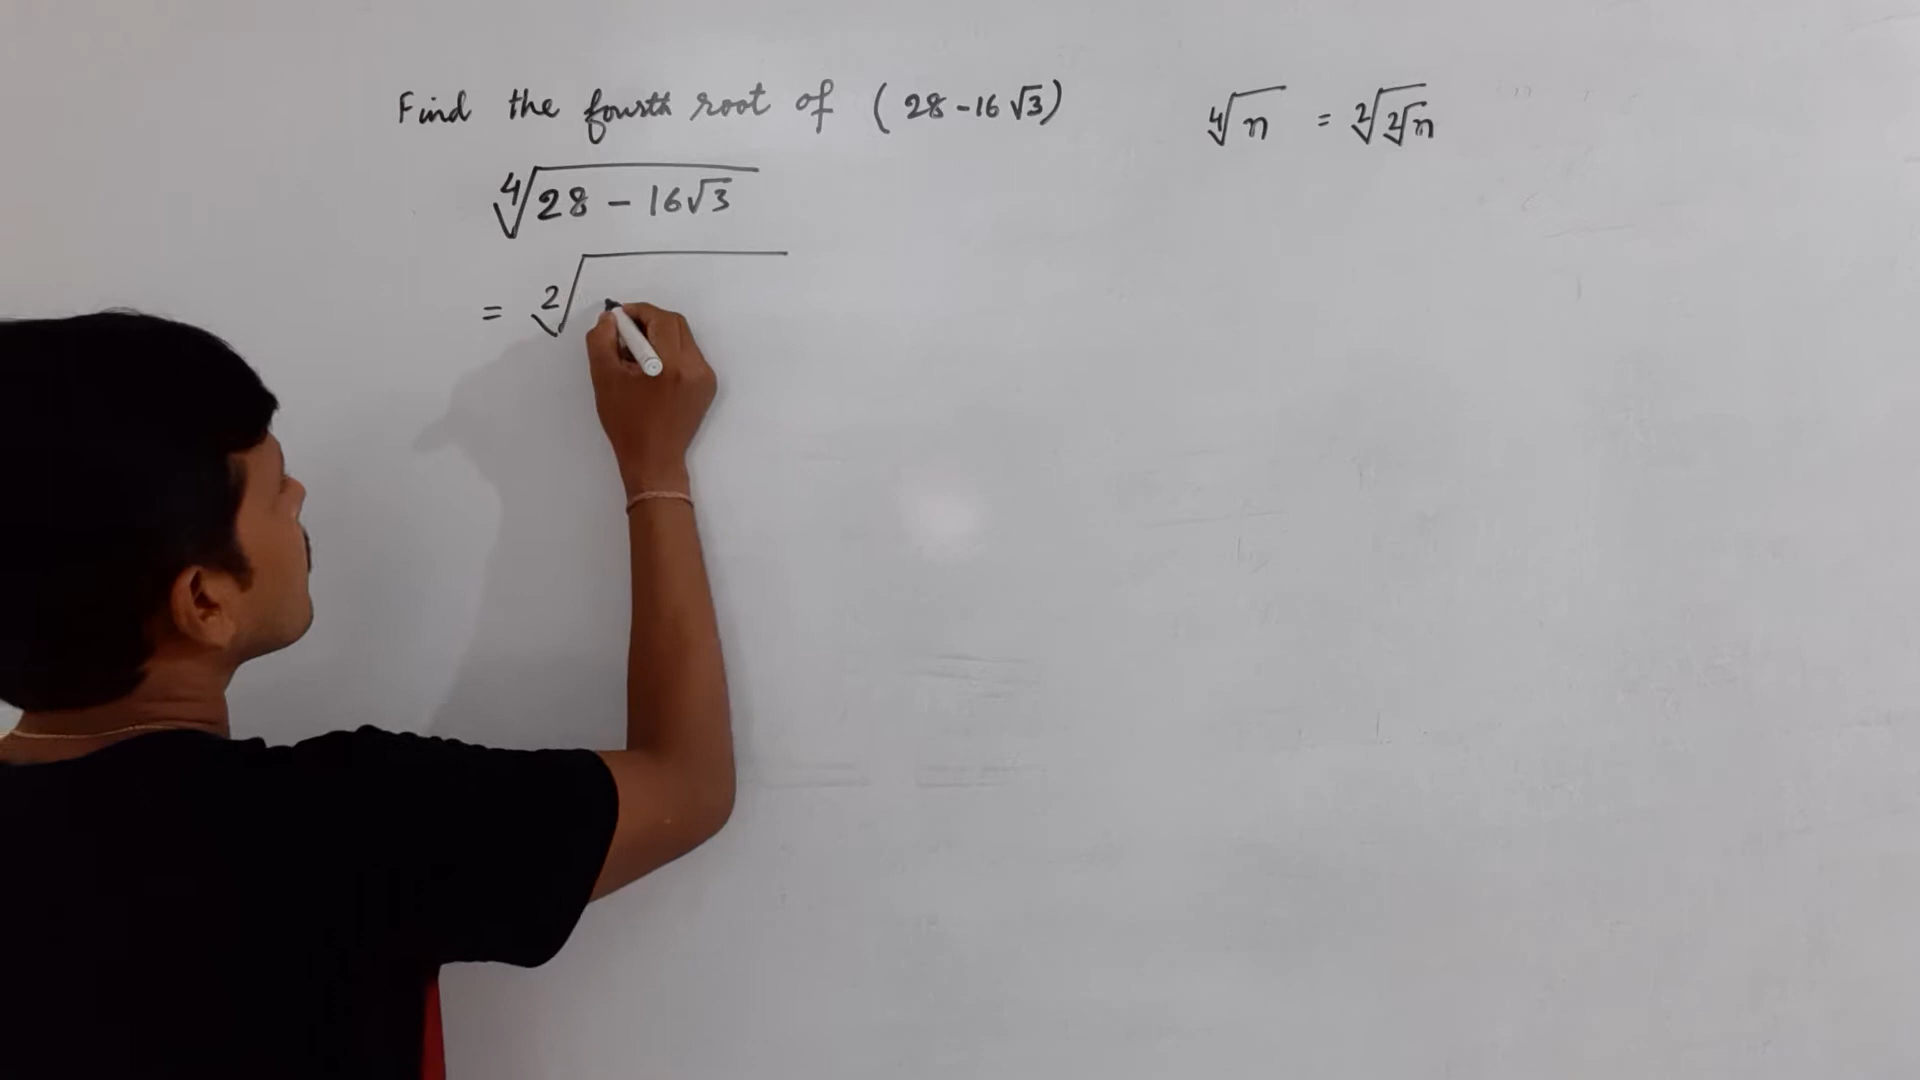 Find the fourth root of (28-16√3)
∜n = ²√²√n
∜28 - 16√3
= ²√